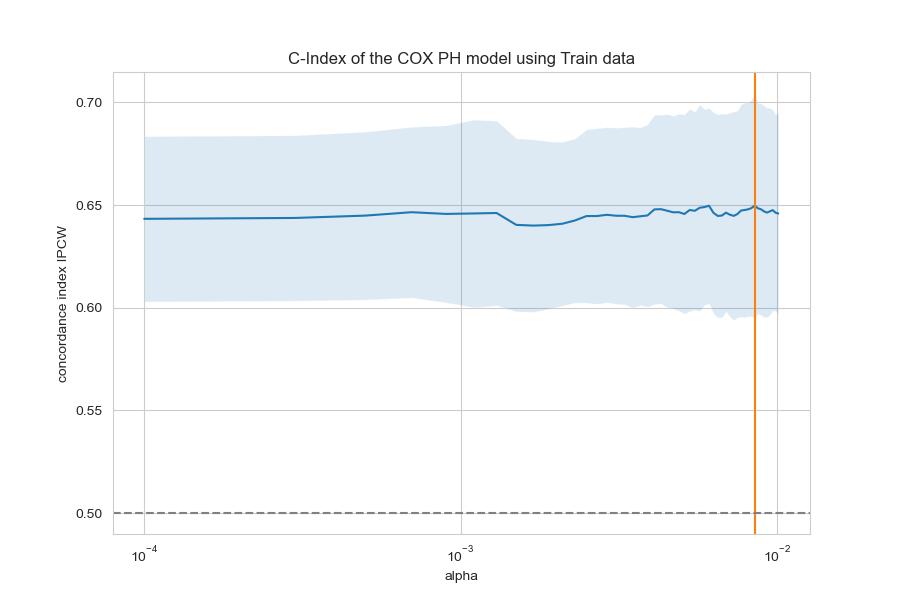 C-Index of the COX PH model using Train data
concordance index IPCW
0.70
0.65
0.60
0.55
0.50
10⁻⁴ 10⁻³ 10⁻²
alpha